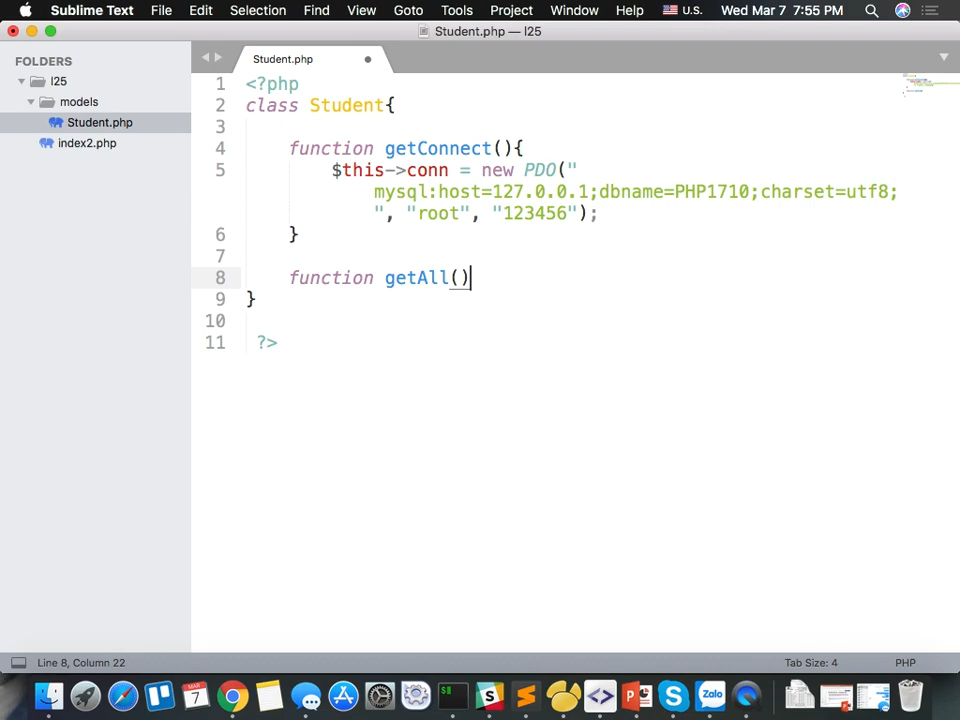 Sublime Text File Edit Selection Find View Goto Tools Project Window Help U.S. Wed Mar 7 7:55 PM
Student.php — l25
FOLDERS
l25
models
Student.php
index2.php
Student.php
1 <?php
2 class Student{
3
4 function getConnect(){
5 $this->conn = new PDO("
mysql:host=127.0.0.1;dbname=PHP1710;charset=utf8;
", "root", "123456");
6 }
7
8 function getAll()
9 }
10
11 ?>
Line 8, Column 22
Tab Size: 4 PHP
MAR
7
Zalo